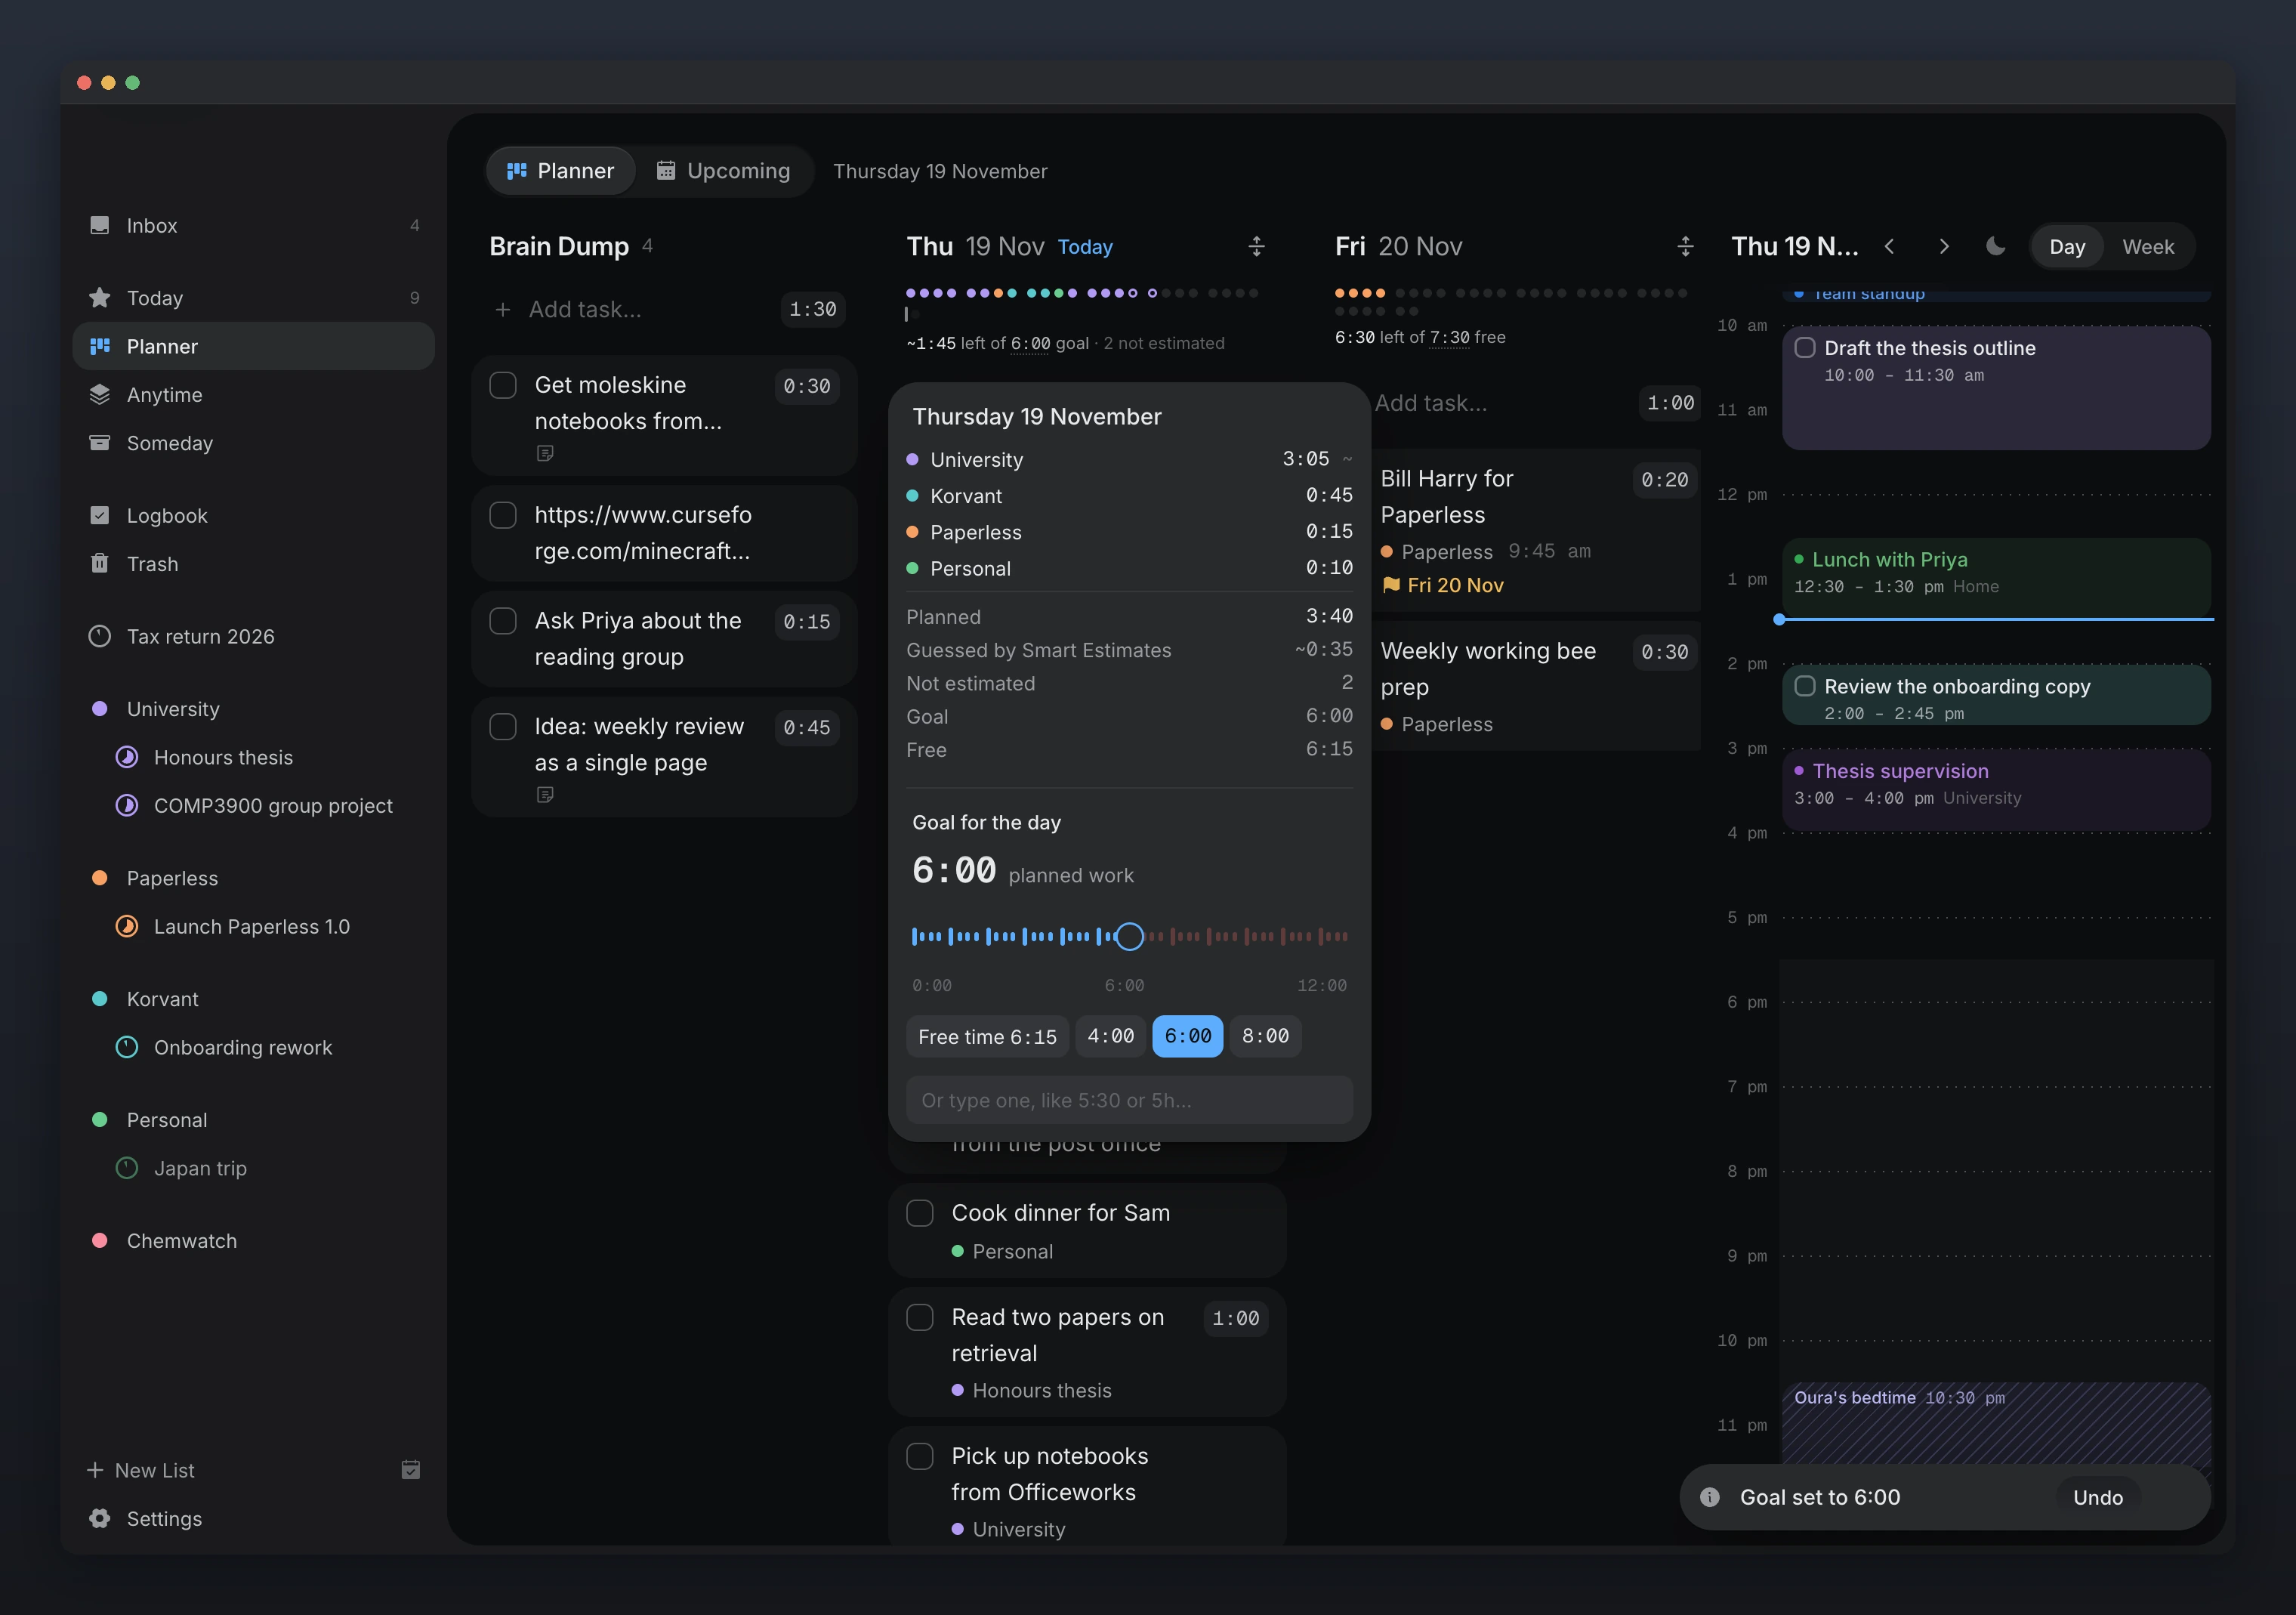 Inbox 4
Today 9
Planner
Anytime
Someday
Logbook
Trash
Tax return 2026
University
Honours thesis
COMP3900 group project
Paperless
Launch Paperless 1.0
Korvant
Onboarding rework
Personal
Japan trip
Chemwatch
New List
Settings
Planner Upcoming Thursday 19 November
Brain Dump 4
Add task... 1:30
Get moleskine 0:30
notebooks from...
https://www.cursefo
rge.com/minecraft...
Ask Priya about the 0:15
reading group
Idea: weekly review 0:45
as a single page
Thu 19 Nov Today
~1:45 left of 6:00 goal · 2 not estimated
Thursday 19 November
University 3:05 ~
Korvant 0:45
Paperless 0:15
Personal 0:10
Planned 3:40
Guessed by Smart Estimates ~0:35
Not estimated 2
Goal 6:00
Free 6:15
Goal for the day
6:00 planned work
0:00 6:00 12:00
Free time 6:15 4:00 6:00 8:00
Or type one, like 5:30 or 5h...
from the post office
Cook dinner for Sam
Personal
Read two papers on 1:00
retrieval
Honours thesis
Pick up notebooks
from Officeworks
University
Fri 20 Nov
6:30 left of 7:30 free
Add task... 1:00
Bill Harry for 0:20
Paperless
Paperless 9:45 am
Fri 20 Nov
Weekly working bee 0:30
prep
Paperless
Thu 19 N... Day Week
Team standup
10 am
Draft the thesis outline
10:00 – 11:30 am
11 am
12 pm
Lunch with Priya
12:30 – 1:30 pm Home
1 pm
2 pm
Review the onboarding copy
2:00 – 2:45 pm
3 pm
Thesis supervision
3:00 – 4:00 pm University
4 pm
5 pm
6 pm
7 pm
8 pm
9 pm
10 pm
Oura's bedtime 10:30 pm
11 pm
Goal set to 6:00 Undo